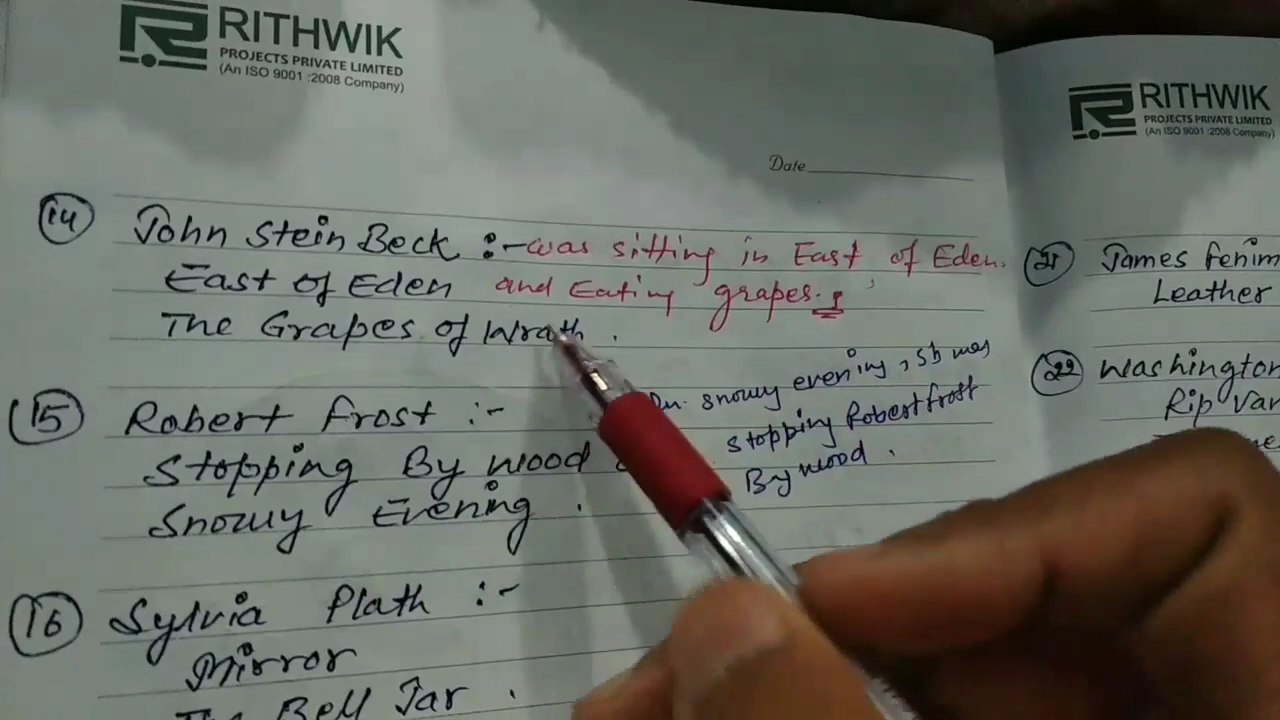 RITHWIK
PROJECTS PRIVATE LIMITED
(An ISO 9001 :2008 Company)
Date
14 John Stein Beck :- was sitting in East of Eden.
East of Eden and Eating grapes.
The Grapes of Wrath.
15 Robert Frost :-
Stopping By Wood
Snowy Evening.
snowy evening,
stopping Robert frost
By wood.
16 Sylvia Plath :-
Mirror
The Bell Jar.
RITHWIK
PROJECTS PRIVATE LIMITED
(An ISO 9001 :2008 Company)
21 James Fenim
Leather
22 Washington
Rip Van